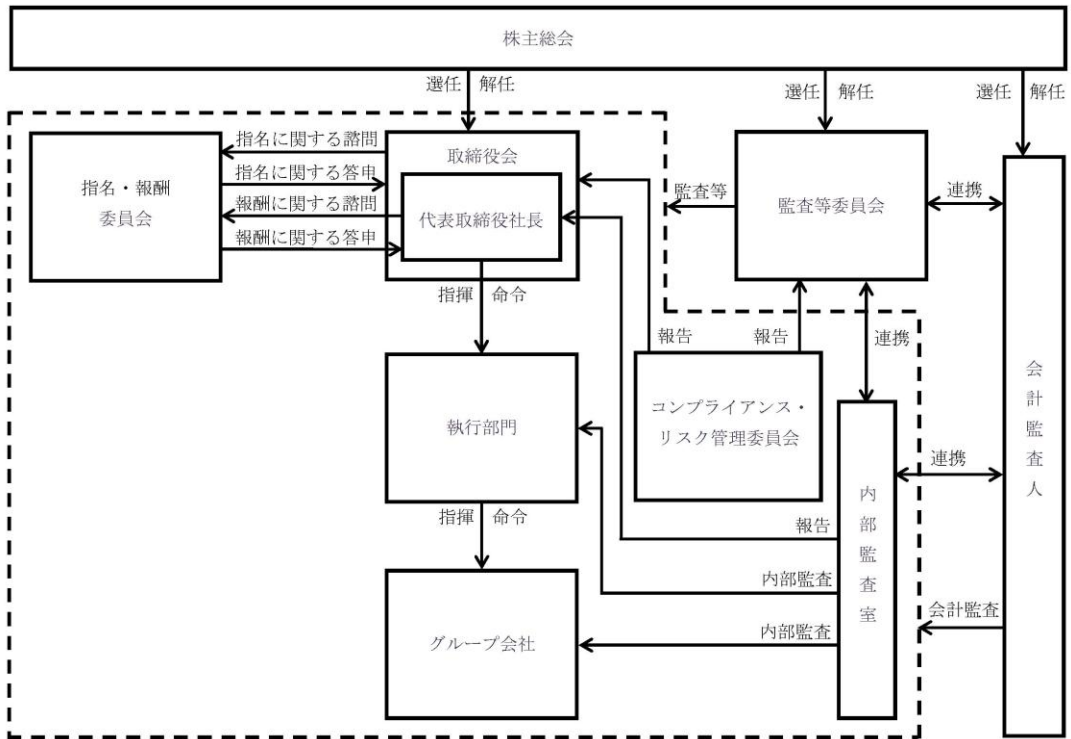 株主総会
選任 解任
選任 解任
選任 解任
指名・報酬
委員会
指名に関する諮問
指名に関する答申
報酬に関する諮問
報酬に関する答申
取締役会
代表取締役社長
監査等
監査等委員会
連携
指揮 命令
報告
報告
連携
執行部門
コンプライアンス・
リスク管理委員会
会計監査人
連携
内部監査室
指揮 命令
報告
内部監査
会計監査
内部監査
グループ会社